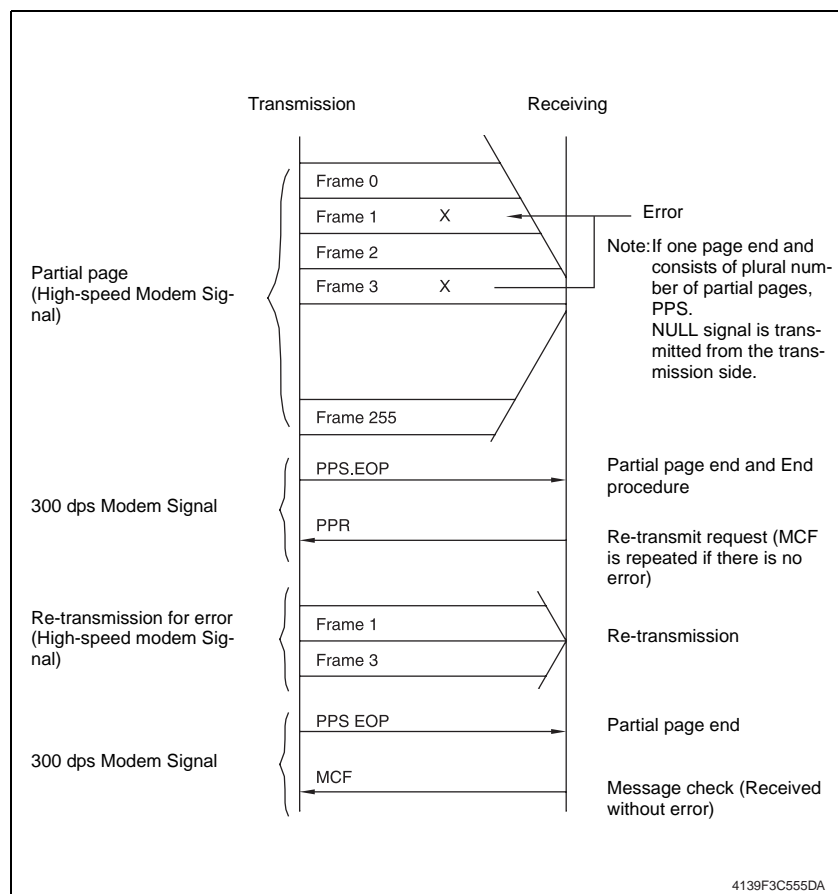 Transmission
Receiving
Frame 0
Frame 1 X
Error
Frame 2
Note:If one page end and
consists of plural num-
ber of partial pages,
PPS.
NULL signal is trans-
mitted from the trans-
mission side.
Partial page
(High-speed Modem Sig-
nal)
Frame 3 X
Frame 255
PPS.EOP
Partial page end and End
procedure
300 dps Modem Signal
PPR
Re-transmit request (MCF
is repeated if there is no
error)
Re-transmission for error
(High-speed modem Sig-
nal)
Frame 1
Re-transmission
Frame 3
PPS EOP
Partial page end
300 dps Modem Signal
MCF
Message check (Received
without error)
4139F3C555DA